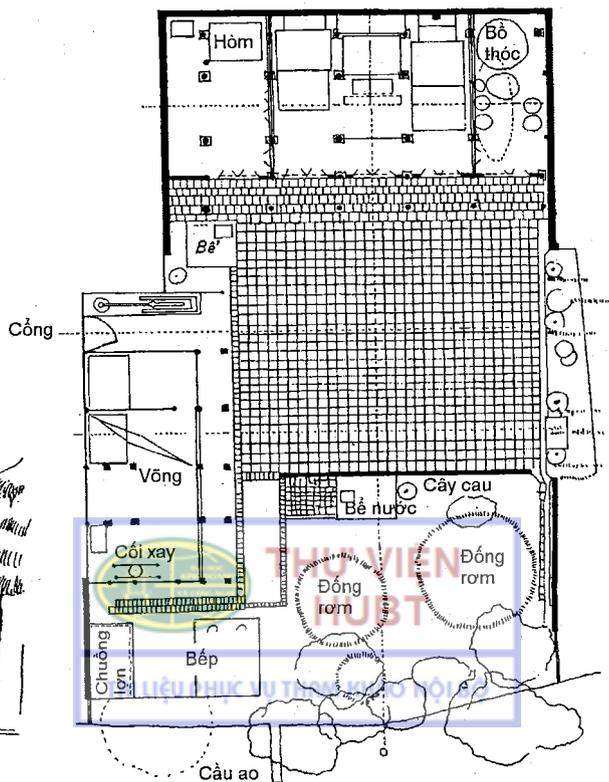 Hòm
Bồ
thóc
Bể
Cổng
Võng
Cây cau
Bể nước
Cối xay
THƯ VIỆN
HUBT
Đống
rơm
Đống
rơm
Chuồng
lợn
Bếp
LIỆU PHỤC VỤ THAM KHẢO NỘI BỘ
Cầu ao